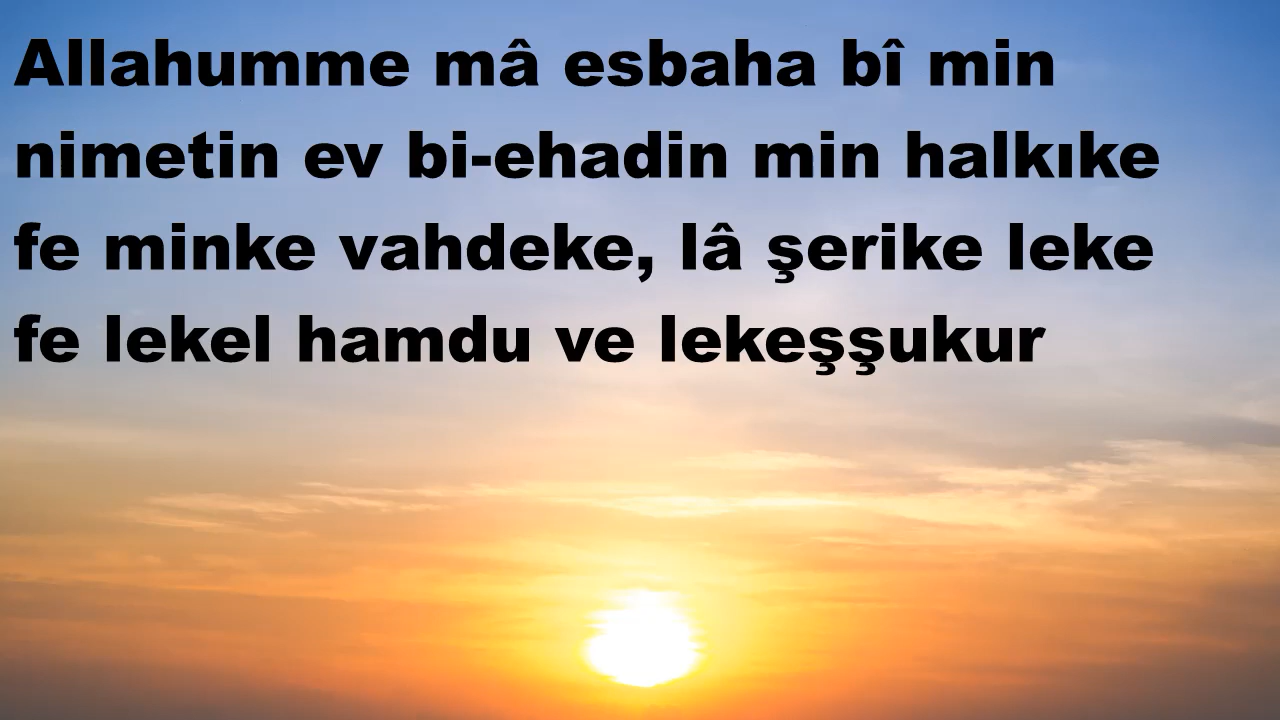 Allahumme mâ esbaha bî min
nimetin ev bi-ehadin min halkıke
fe minke vahdeke, lâ şerike leke
fe lekel hamdu ve lekeşşukur